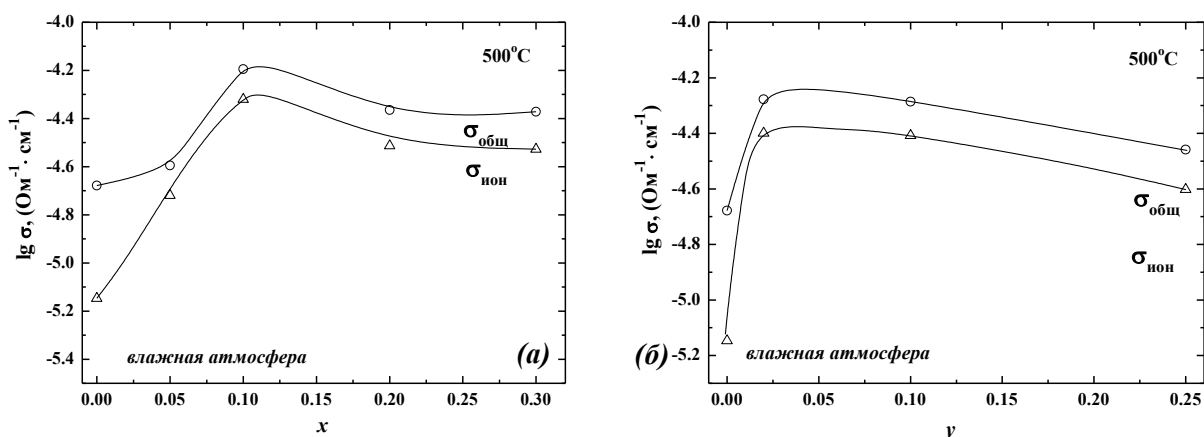 -4.0
-4.2
-4.4
-4.6
-4.8
-5.0
-5.2
-5.4
lg σ, (Ом⁻¹ · см⁻¹)
500°C
σобщ
σион
влажная атмосфера
(а)
0.00 0.05 0.10 0.15 0.20 0.25 0.30
x
-4.0
-4.2
-4.4
-4.6
-4.8
-5.0
-5.2
lg σ, (Ом⁻¹ · см⁻¹)
500°C
σобщ
σион
(б)
влажная атмосфера
0.00 0.05 0.10 0.15 0.20 0.25
y